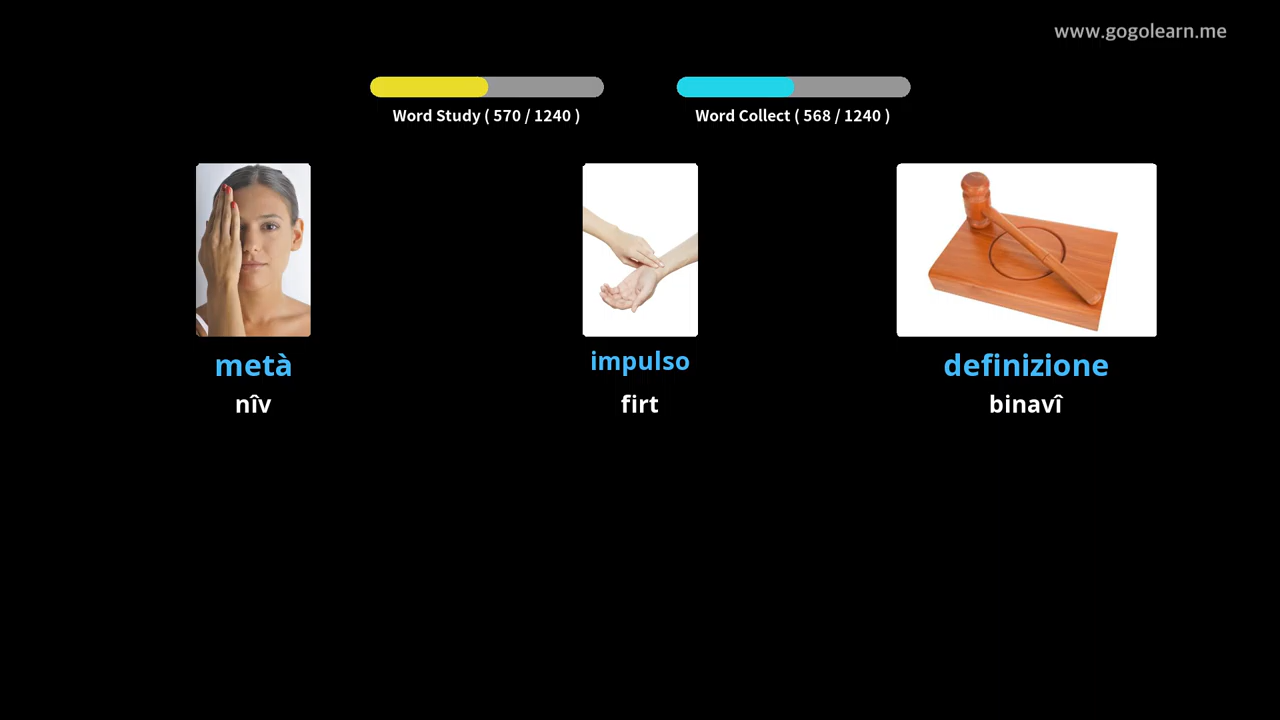 www.gogolearn.me
Word Study ( 570 / 1240 )
Word Collect ( 568 / 1240 )
metà
impulso
definizione
nîv
firt
binavî